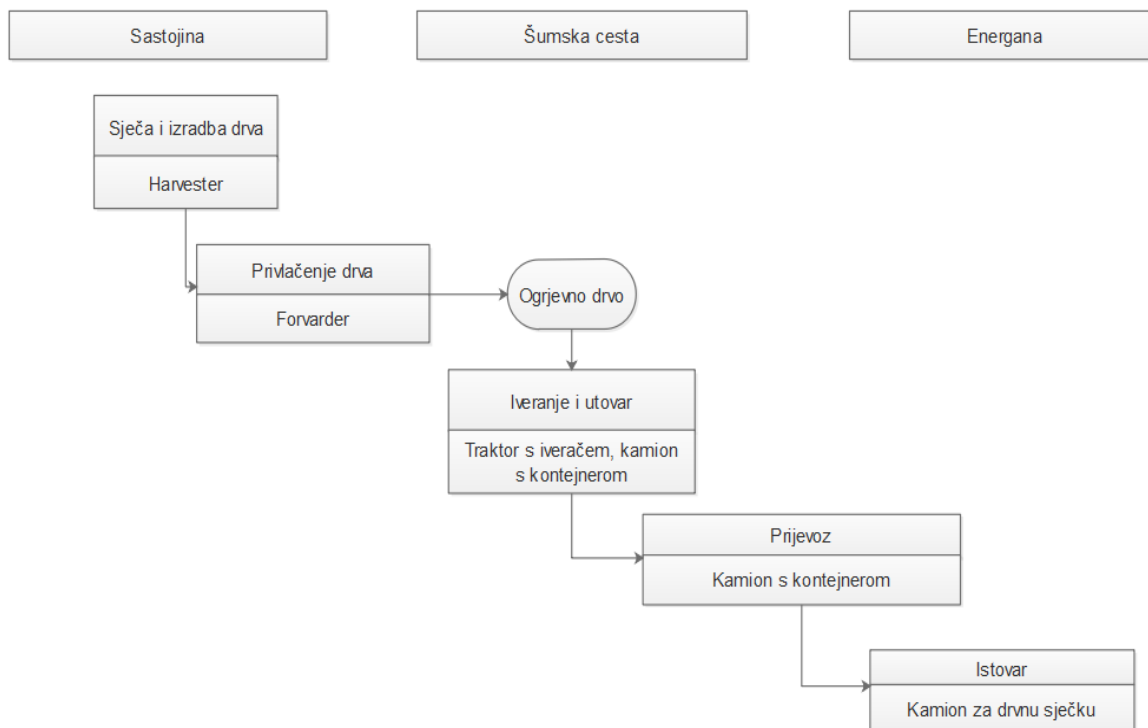 Sastojina
Šumska cesta
Energana
Sječa i izradba drva
Harvester
Privlačenje drva
Forvarder
Ogrjevno drvo
Iveranje i utovar
Traktor s iveračem, kamion
s kontejnerom
Prijevoz
Kamion s kontejnerom
Istovar
Kamion za drvnu sječku